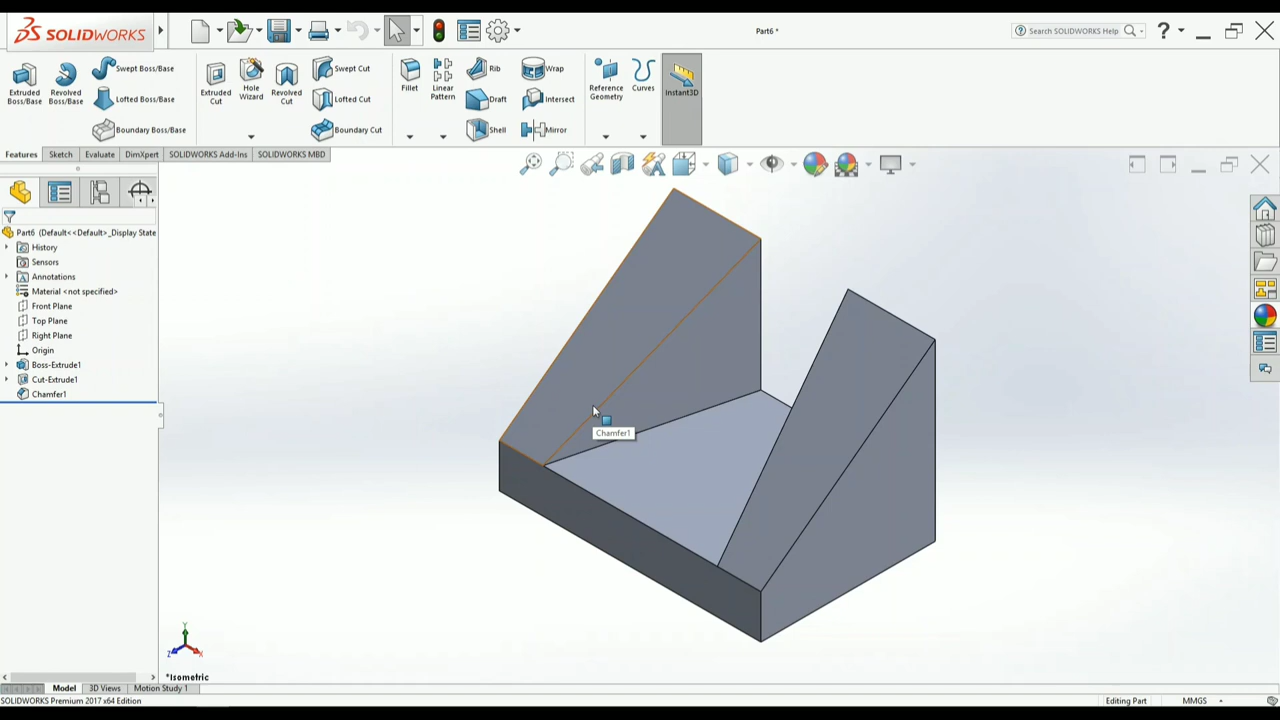 SOLIDWORKS
Part6 *
Search SOLIDWORKS Help
Extruded Boss/Base
Revolved Boss/Base
Swept Boss/Base
Lofted Boss/Base
Boundary Boss/Base
Extruded Cut
Hole Wizard
Revolved Cut
Swept Cut
Lofted Cut
Boundary Cut
Fillet
Linear Pattern
Rib
Draft
Shell
Wrap
Intersect
Mirror
Reference Geometry
Curves
Instant3D
Features
Sketch
Evaluate
DimXpert
SOLIDWORKS Add-Ins
SOLIDWORKS MBD
Part6 (Default<<Default>_Display State
History
Sensors
Annotations
Material <not specified>
Front Plane
Top Plane
Right Plane
Origin
Boss-Extrude1
Cut-Extrude1
Chamfer1
Chamfer1
Y
Z
X
*Isometric
Model
3D Views
Motion Study 1
SOLIDWORKS Premium 2017 x64 Edition
Editing Part
MMGS